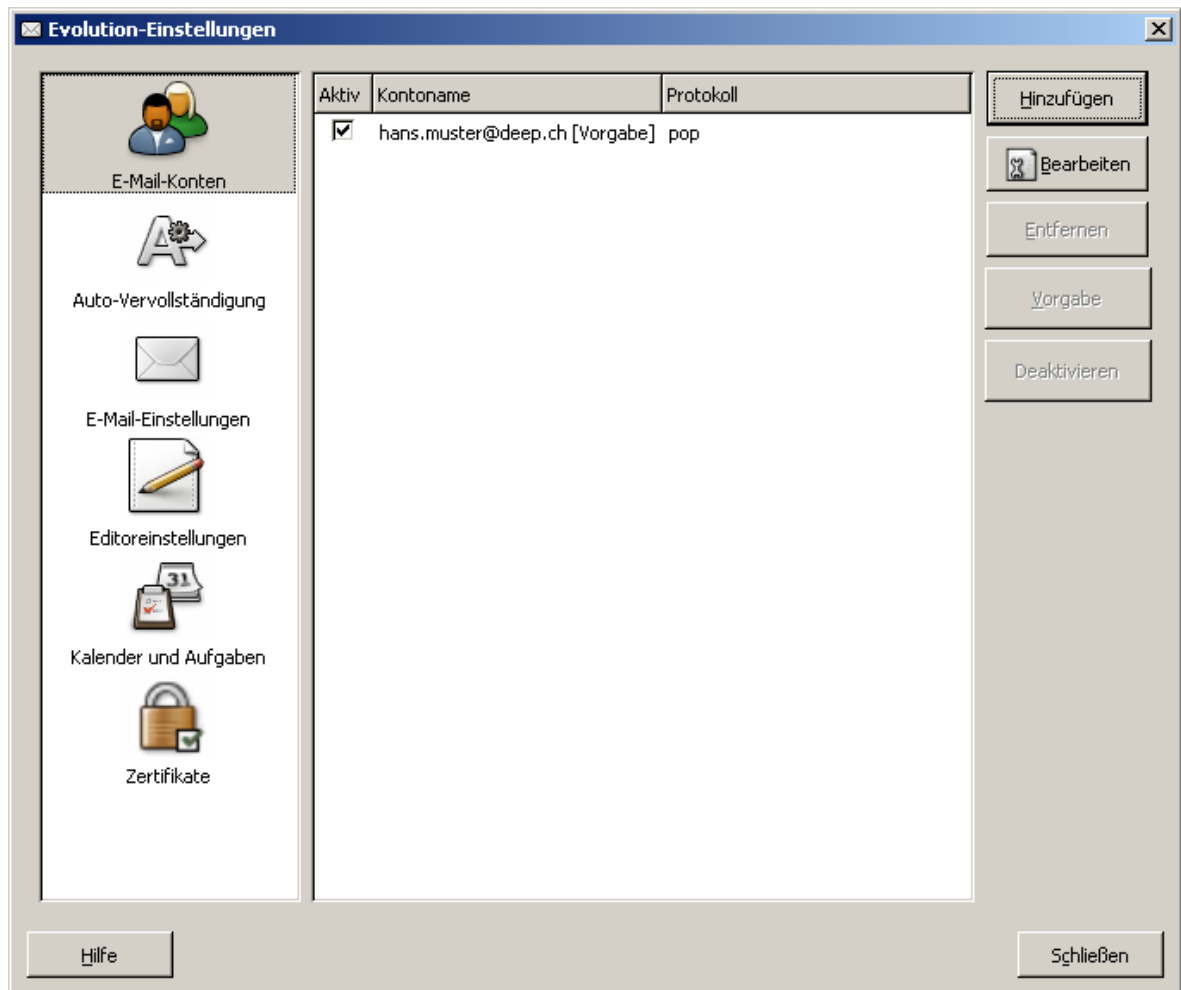 Evolution-Einstellungen
E-Mail-Konten
Auto-Vervollständigung
E-Mail-Einstellungen
Editoreinstellungen
31
Kalender und Aufgaben
Zertifikate
Aktiv Kontoname Protokoll
hans.muster@deep.ch [Vorgabe] pop
Hinzufügen
Bearbeiten
Entfernen
Vorgabe
Deaktivieren
Hilfe
Schließen